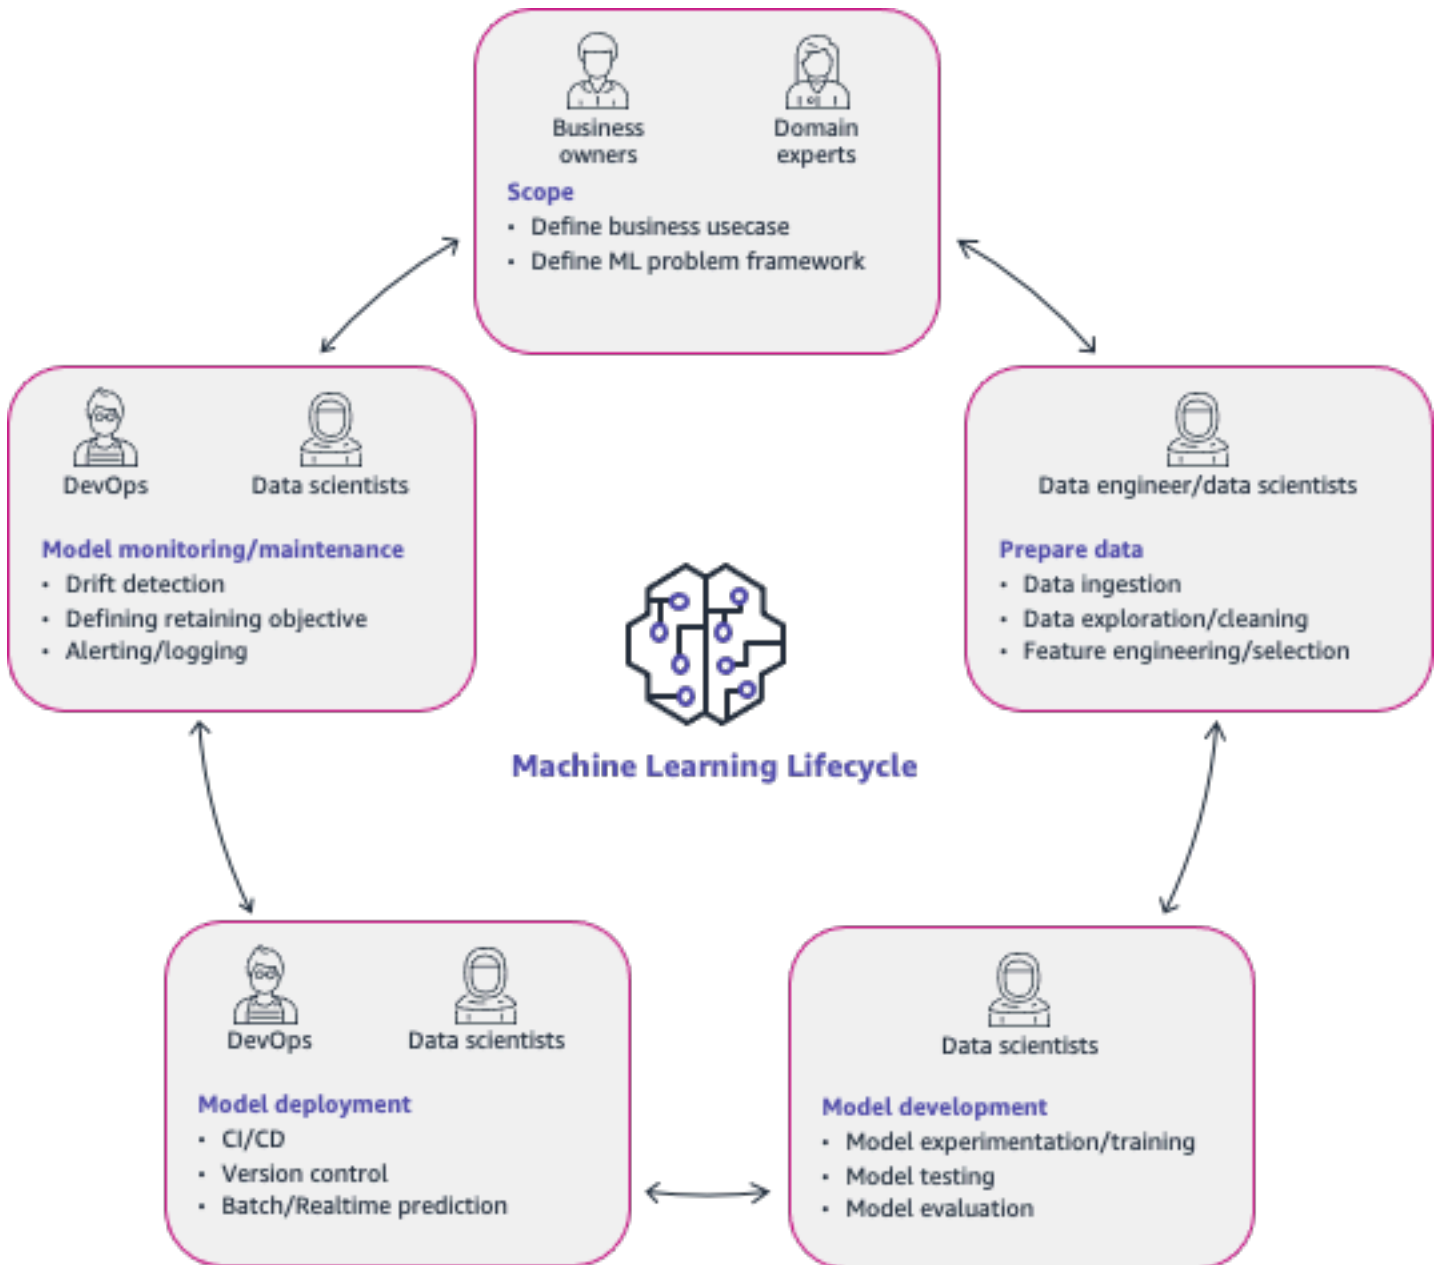 Business
owners
Domain
experts
Scope
• Define business usecase
• Define ML problem framework
DevOps
Data scientists
Model monitoring/maintenance
• Drift detection
• Defining retaining objective
• Alerting/logging
Data engineer/data scientists
Prepare data
• Data ingestion
• Data exploration/cleaning
• Feature engineering/selection
Machine Learning Lifecycle
DevOps
Data scientists
Model deployment
• CI/CD
• Version control
• Batch/Realtime prediction
Data scientists
Model development
• Model experimentation/training
• Model testing
• Model evaluation